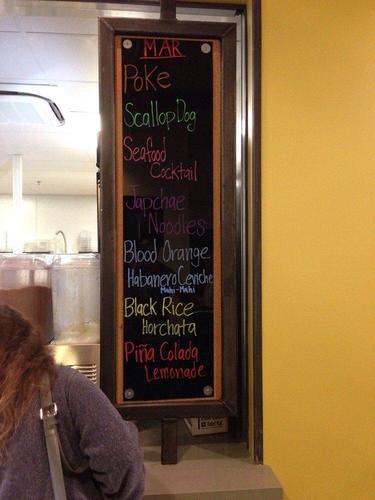 MAR
Poke
Scallop Dog
Seafood
Cocktail
Japchae
Noodles
Blood Orange
Habanero Ceviche
Mahi-Mahi
Black Rice
Horchata
Piña Colada
Lemonade